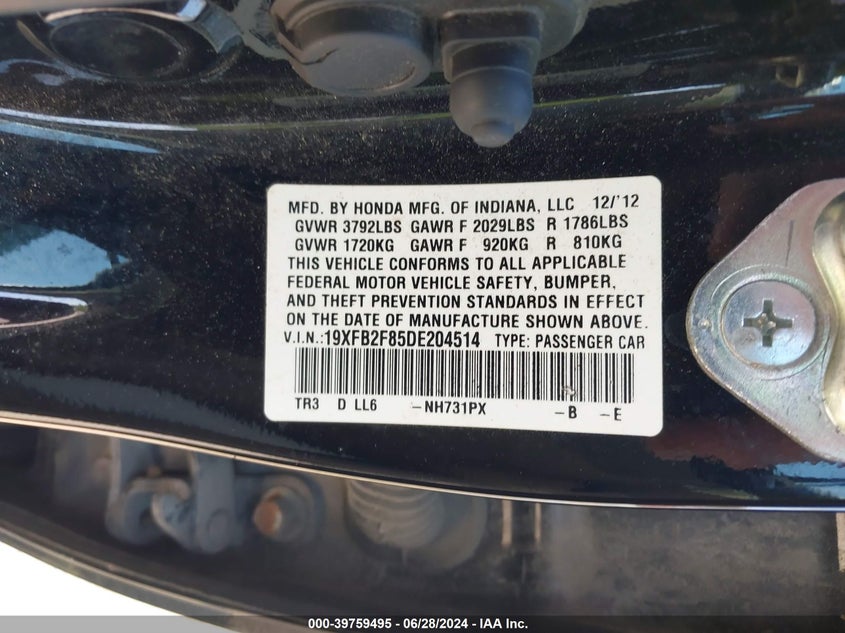 MFD. BY HONDA MFG. OF INDIANA, LLC 12/'12
GVWR 3792LBS GAWR F 2029LBS R 1786LBS
GVWR 1720KG GAWR F 920KG R 810KG
THIS VEHICLE CONFORMS TO ALL APPLICABLE
FEDERAL MOTOR VEHICLE SAFETY, BUMPER,
AND THEFT PREVENTION STANDARDS IN EFFECT
ON THE DATE OF MANUFACTURE SHOWN ABOVE.
V.I.N.:19XFB2F85DE204514 TYPE: PASSENGER CAR
TR3 D LL6 -NH731PX -B -E
000-39759495 - 06/28/2024 - IAA Inc.